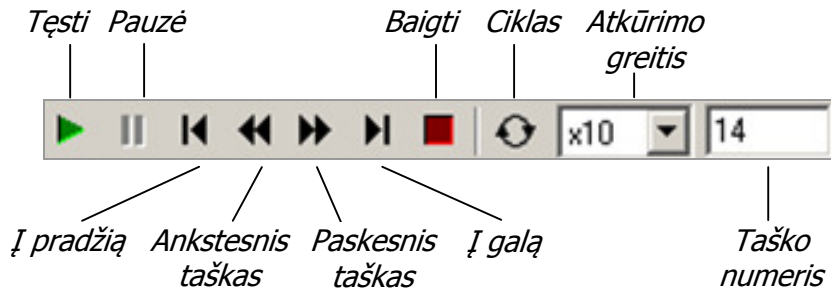 Tęsti Pauzė Baigti Ciklas Atkūrimo
greitis
x10 14
Į pradžią Ankstesnis Paskesnis Į galą Taško
taškas taškas numeris